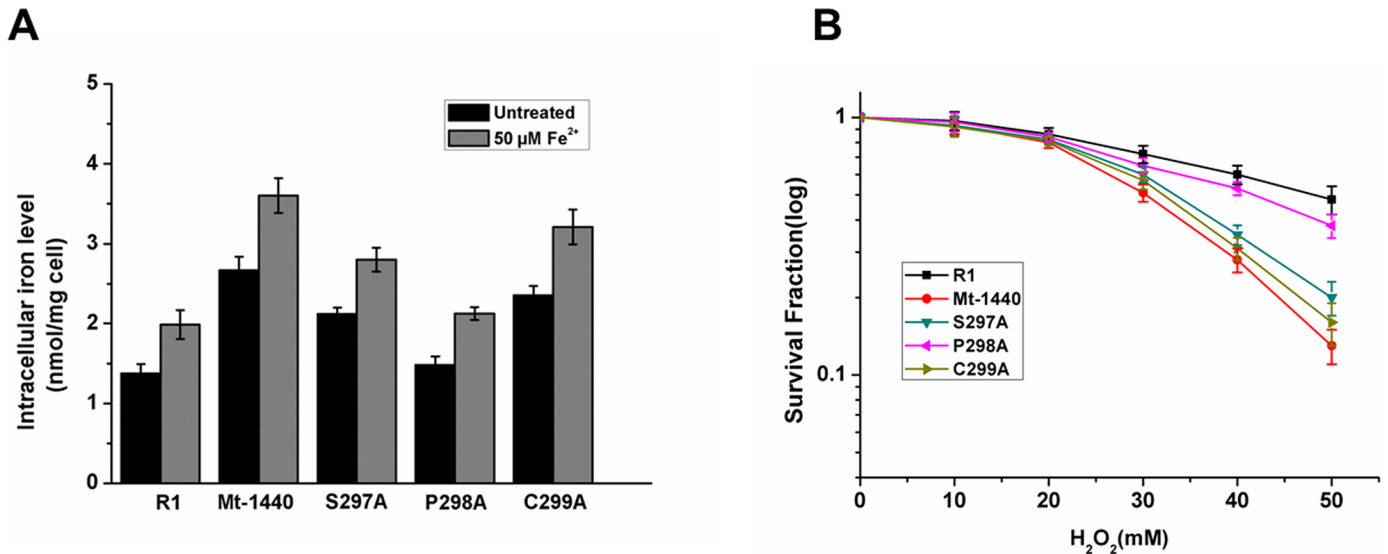 A
Intracellular iron level
(nmol/mg cell)
5
4
3
2
1
0
Untreated
50 µM Fe²⁺
R1
Mt-1440
S297A
P298A
C299A
B
Survival Fraction(log)
1
0.1
R1
Mt-1440
S297A
P298A
C299A
0
10
20
30
40
50
H₂O₂(mM)